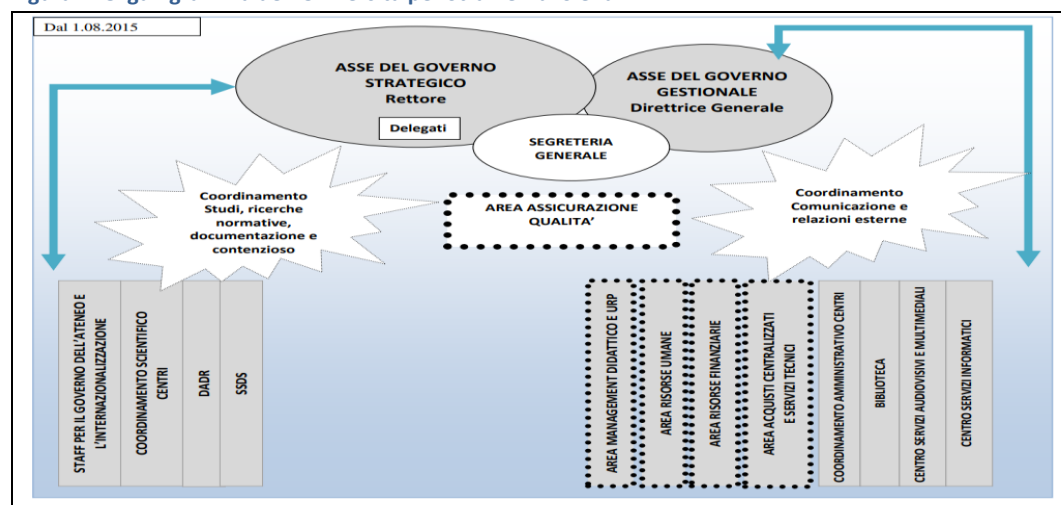 Dal 1.08.2015
ASSE DEL GOVERNO
STRATEGICO
Rettore
Delegati
ASSE DEL GOVERNO
GESTIONALE
Direttrice Generale
SEGRETERIA
GENERALE
Coordinamento
Studi, ricerche
normative,
documentazione e
contenzioso
AREA ASSICURAZIONE
QUALITA’
Coordinamento
Comunicazione e
relazioni esterne
STAFF PER IL GOVERNO DELL’ATENEO E
L’INTERNAZIONALIZZAZIONE
COORDINAMENTO SCIENTIFICO
CENTRI
DADR
SSDS
AREA MANAGEMENT DIDATTICO E URP
AREA RISORSE UMANE
AREA RISORSE FINANZIARIE
AREA ACQUISTI CENTRALIZZATI
E SERVIZI TECNICI
COORDINAMENTO AMMINISTRATIVO CENTRI
BIBLIOTECA
CENTRO SERVIZI AUDIOVISIVI E MULTIMEDIALI
CENTRO SERVIZI INFORMATICI